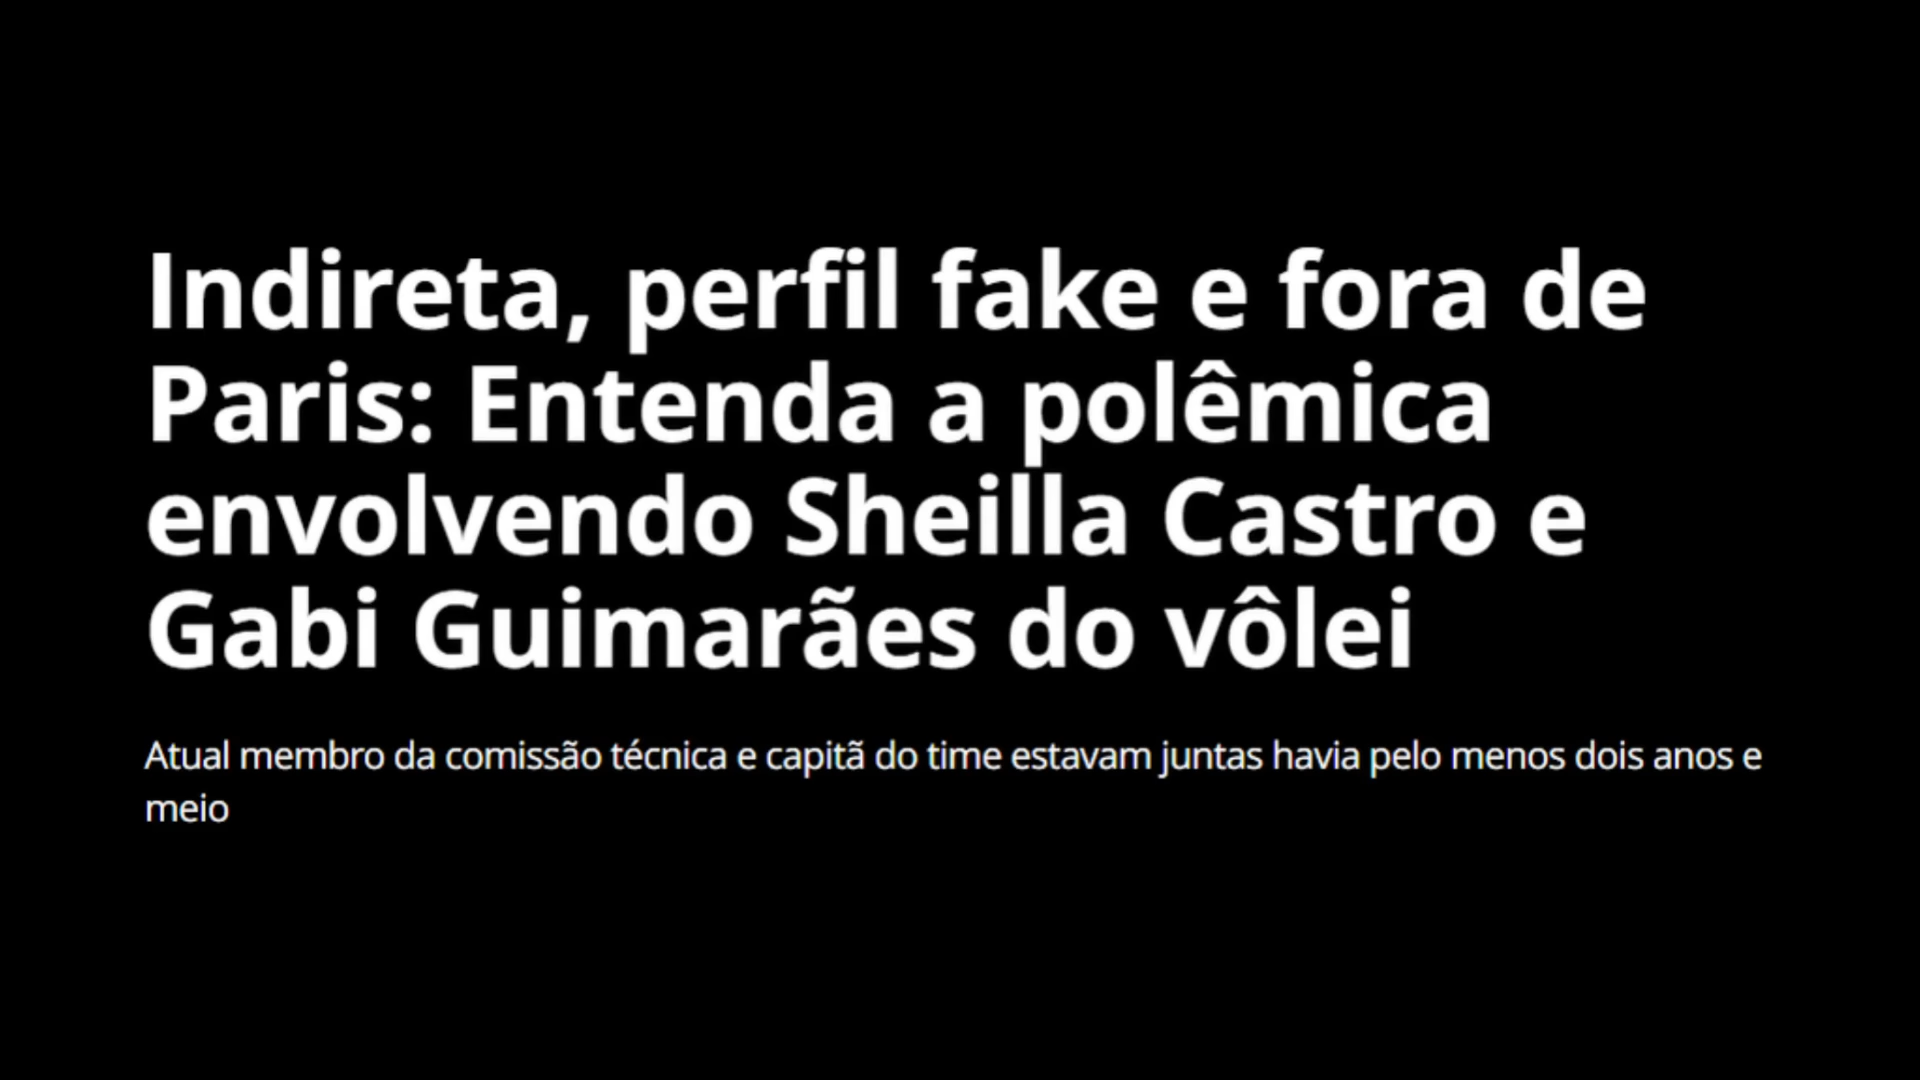 Indireta, perfil fake e fora de
Paris: Entenda a polêmica
envolvendo Sheilla Castro e
Gabi Guimarães do vôlei
Atual membro da comissão técnica e capitã do time estavam juntas havia pelo menos dois anos e
meio